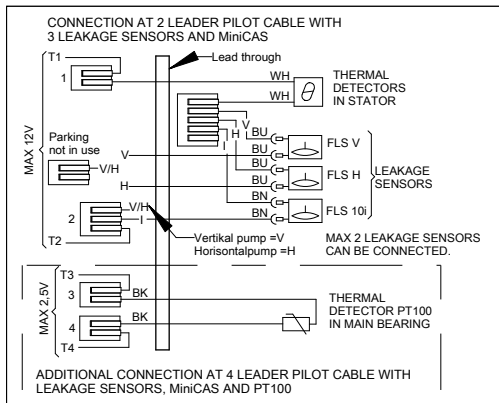 CONNECTION AT 2 LEADER PILOT CABLE WITH
3 LEAKAGE SENSORS AND MiniCAS
T1
Lead through
1
WH
WH
THERMAL
DETECTORS
IN STATOR
MAX 12V
Parking
not in use
V/H
V
H
I
V
H
BU
BU
BU
BU
BN
BN
FLS V
FLS H
FLS 10i
LEAKAGE
SENSORS
2
V/H
I
T2
Vertikal pump =V
Horisontalpump =H
MAX 2 LEAKAGE SENSORS
CAN BE CONNECTED.
MAX 2,5V
T3
3
BK
4
BK
T4
THERMAL
DETECTOR PT100
IN MAIN BEARING
ADDITIONAL CONNECTION AT 4 LEADER PILOT CABLE WITH
LEAKAGE SENSORS, MiniCAS AND PT100